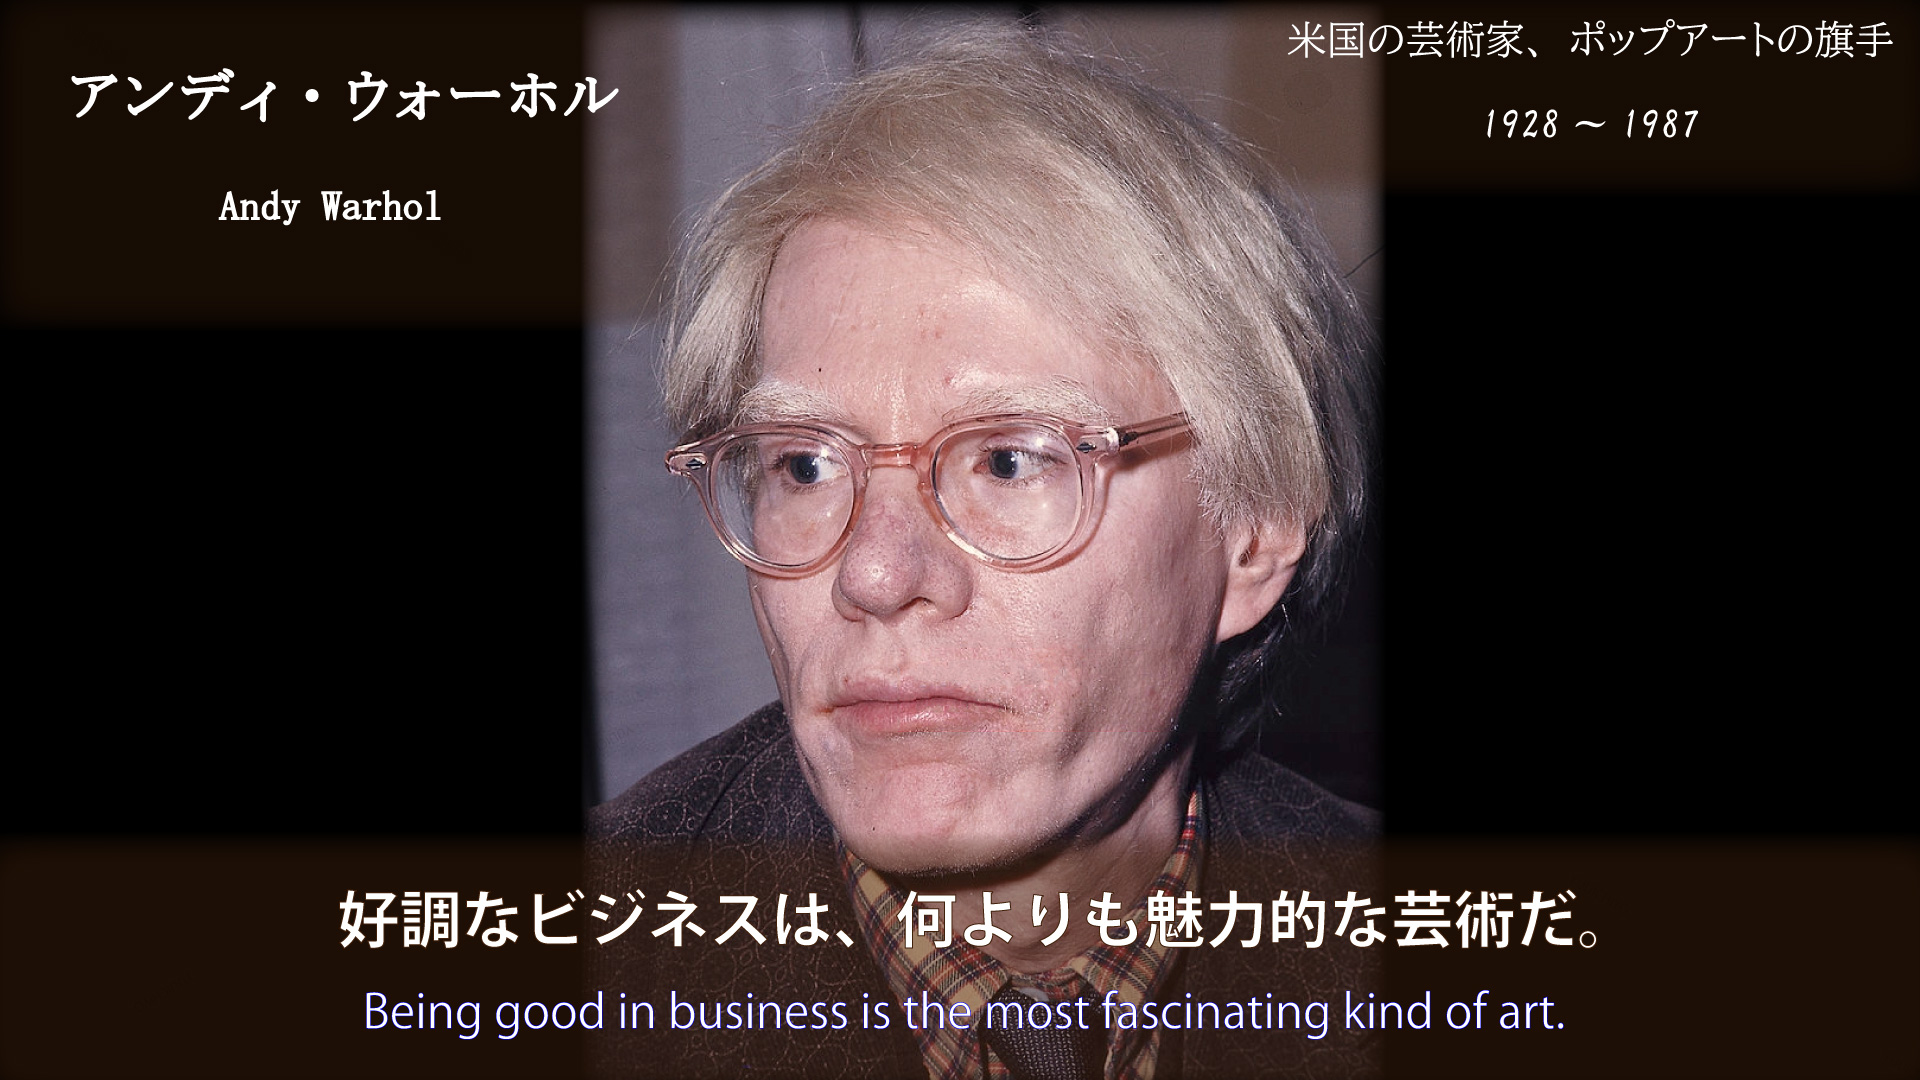 アンディ・ウォーホル
Andy Warhol
米国の芸術家、ポップアートの旗手
1928 ～ 1987
好調なビジネスは、何よりも魅力的な芸術だ。
Being good in business is the most fascinating kind of art.